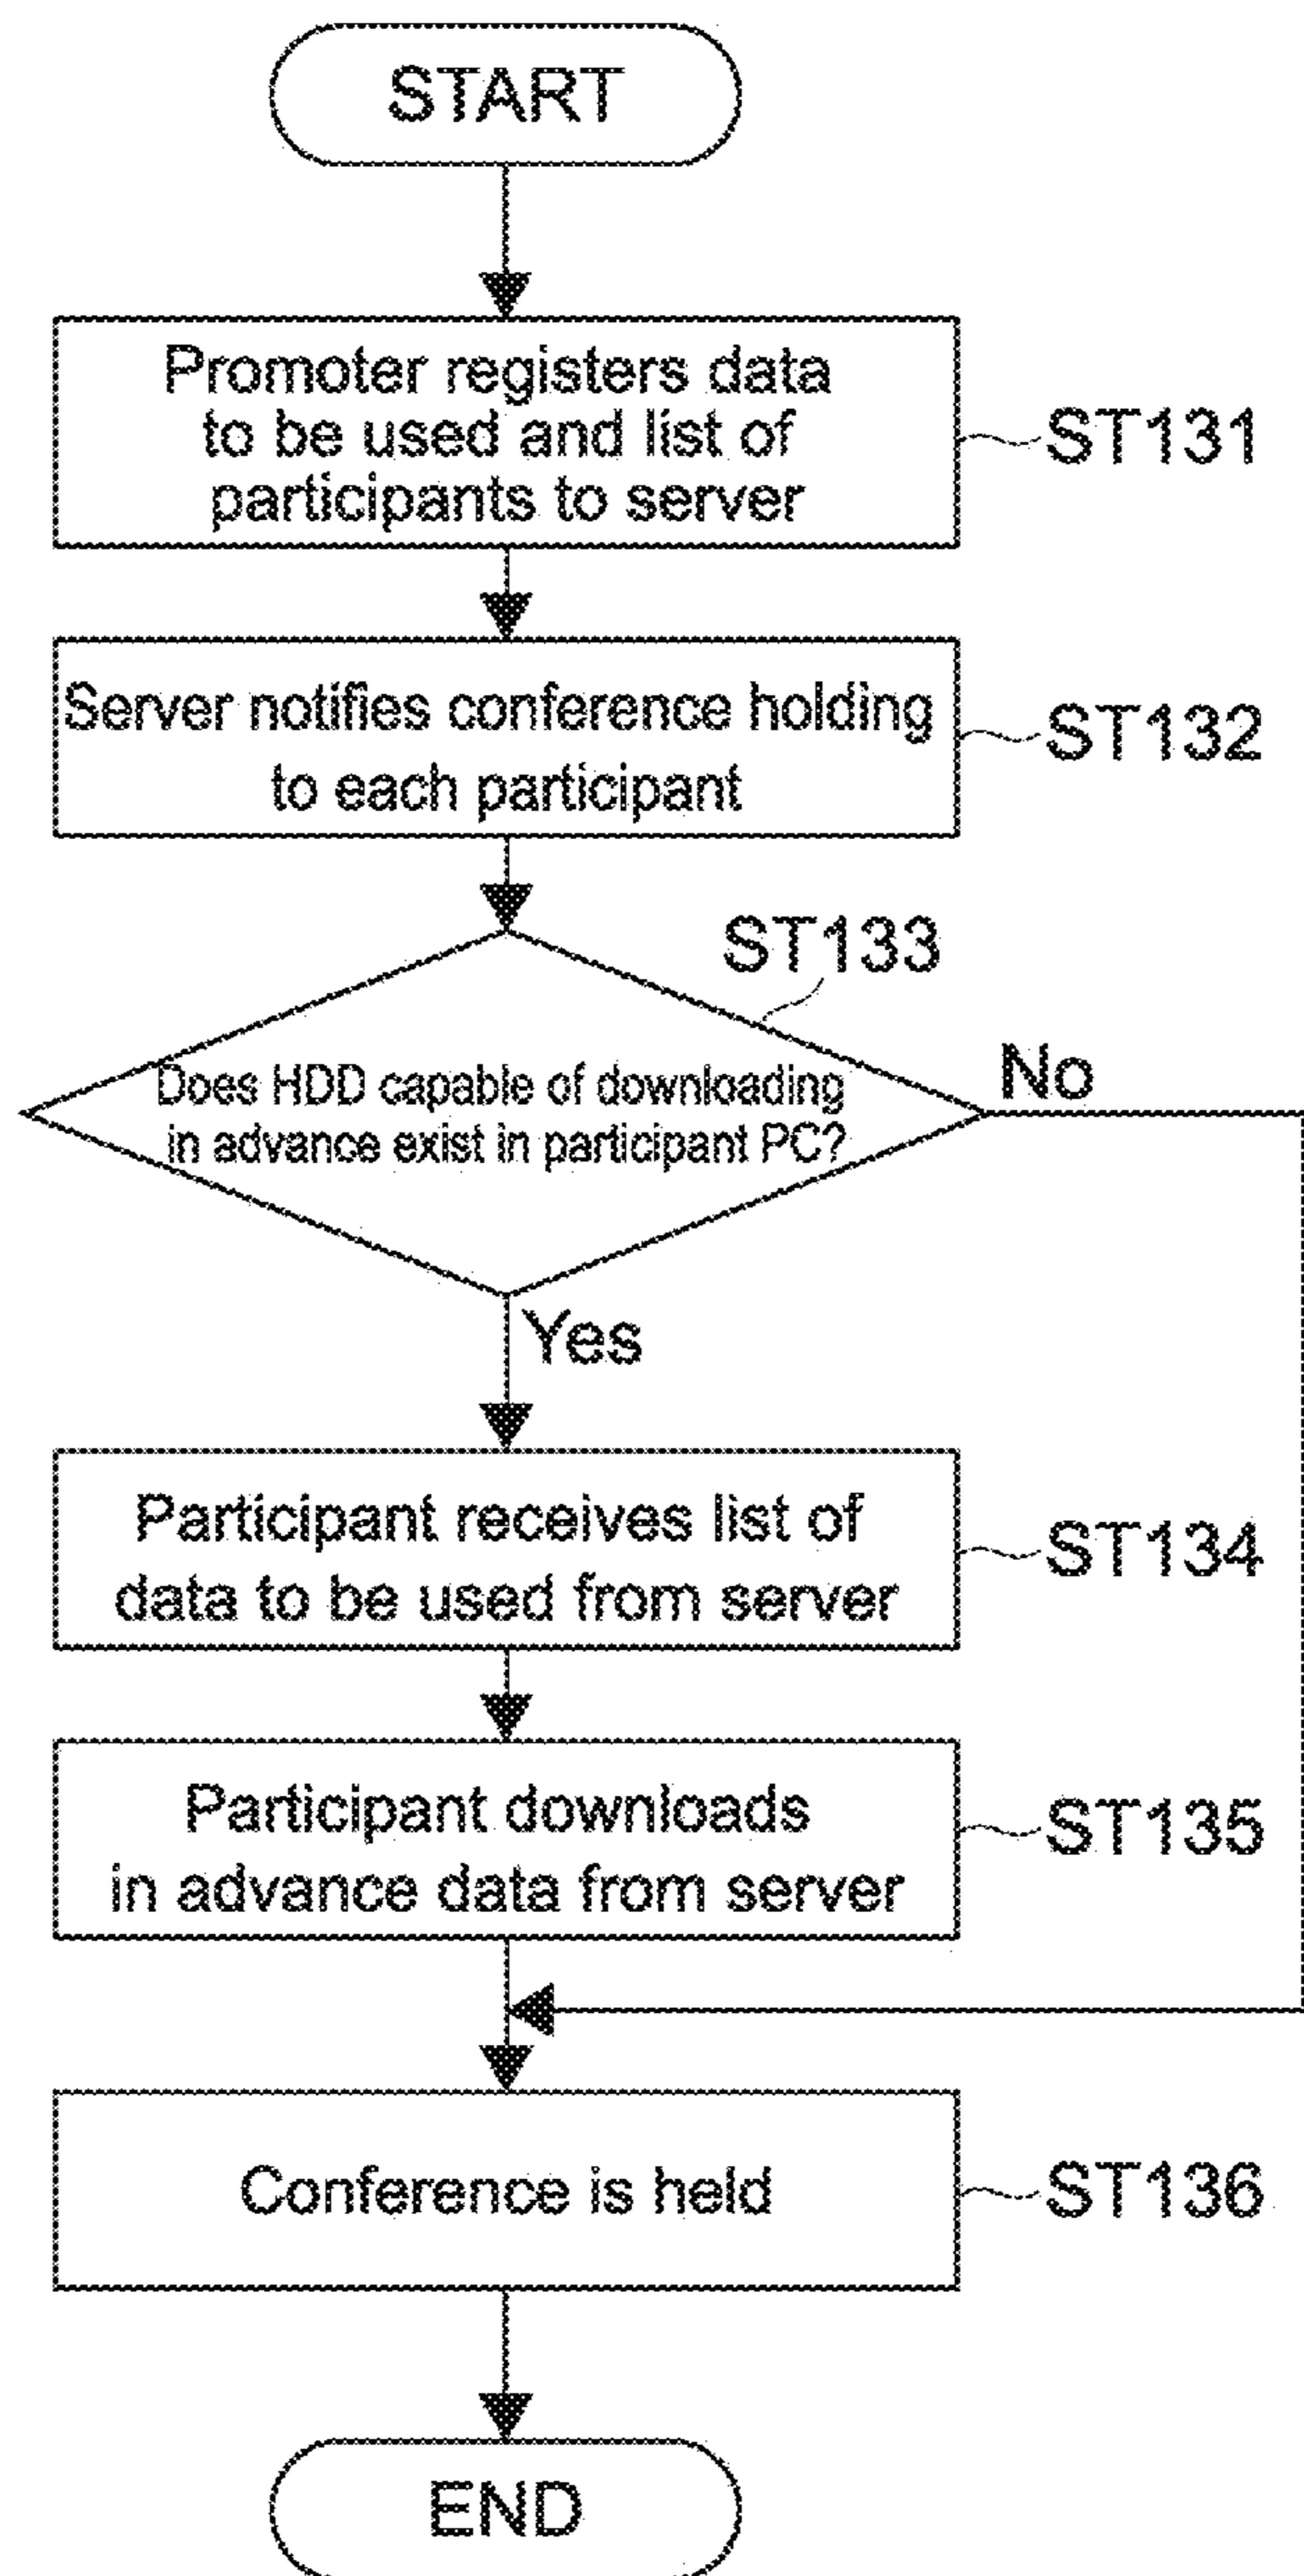 START
Promoter registers data
to be used and list of
participants to server
ST131
Server notifies conference holding
to each participant
ST132
ST133
Does HDD capable of downloading
in advance exist in participant PC?
No
Yes
Participant receives list of
data to be used from server
ST134
Participant downloads
in advance data from server
ST135
Conference is held
ST136
END